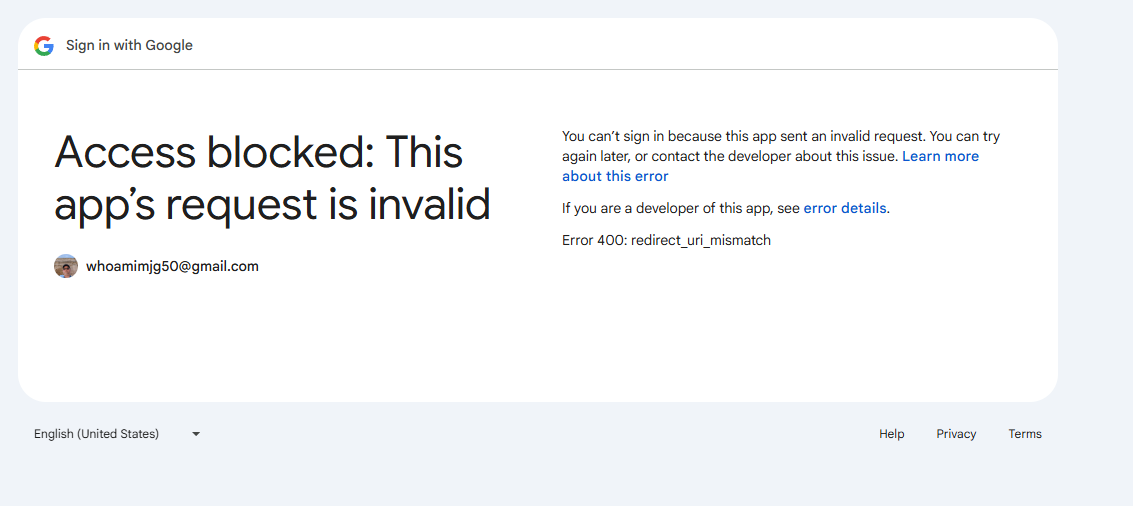 Sign in with Google
Access blocked: This
app’s request is invalid
whoamimjg50@gmail.com
You can’t sign in because this app sent an invalid request. You can try
again later, or contact the developer about this issue. Learn more
about this error
If you are a developer of this app, see error details.
Error 400: redirect_uri_mismatch
English (United States)
Help
Privacy
Terms